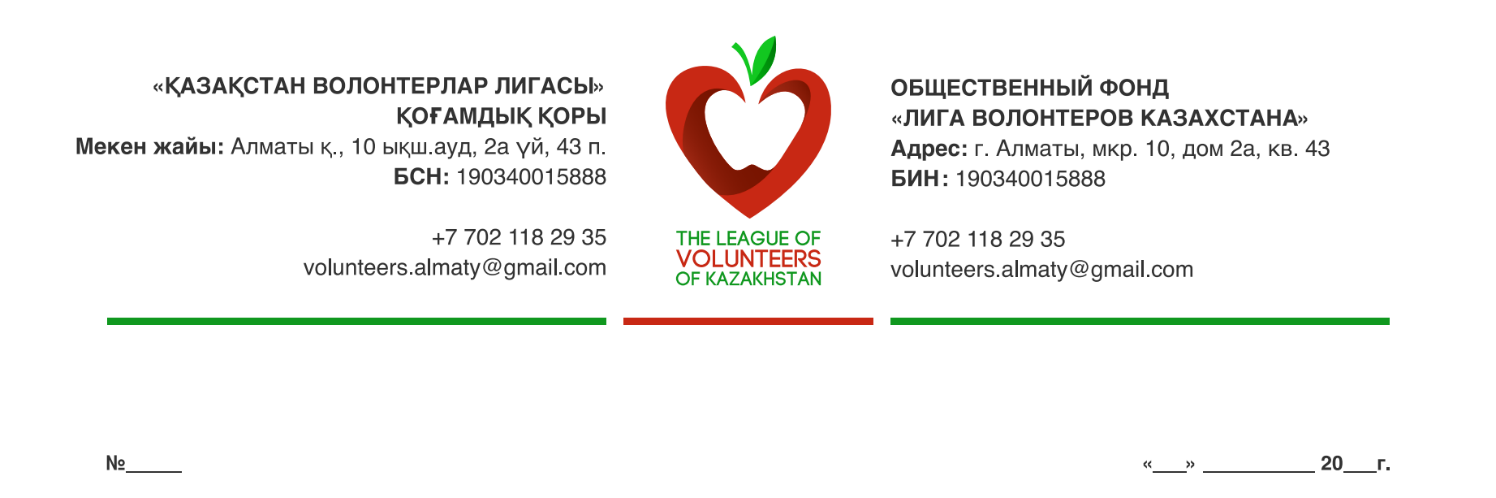 «ҚАЗАҚСТАН ВОЛОНТЕРЛАР ЛИГАСЫ»
ҚОҒАМДЫҚ ҚОРЫ
Мекен жайы: Алматы қ., 10 ықш.ауд, 2а үй, 43 п.
БСН: 190340015888
+7 702 118 29 35
volunteers.almaty@gmail.com
THE LEAGUE OF
VOLUNTEERS
OF KAZAKHSTAN
ОБЩЕСТВЕННЫЙ ФОНД
«ЛИГА ВОЛОНТЕРОВ КАЗАХСТАНА»
Адрес: г. Алматы, мкр. 10, дом 2а, кв. 43
БИН: 190340015888
+7 702 118 29 35
volunteers.almaty@gmail.com
№______ «___» ____________ 20___г.